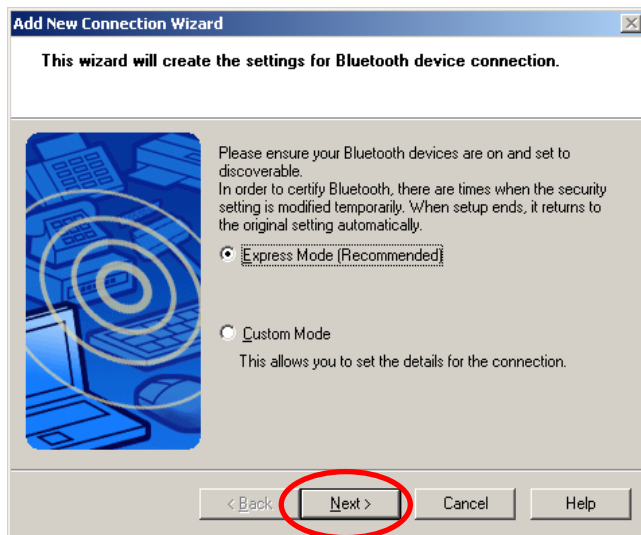 Add New Connection Wizard
This wizard will create the settings for Bluetooth device connection.
Please ensure your Bluetooth devices are on and set to
discoverable.
In order to certify Bluetooth, there are times when the security
setting is modified temporarily. When setup ends, it returns to
the original setting automatically.
Express Mode (Recommended)
Custom Mode
This allows you to set the details for the connection.
< Back Next > Cancel Help